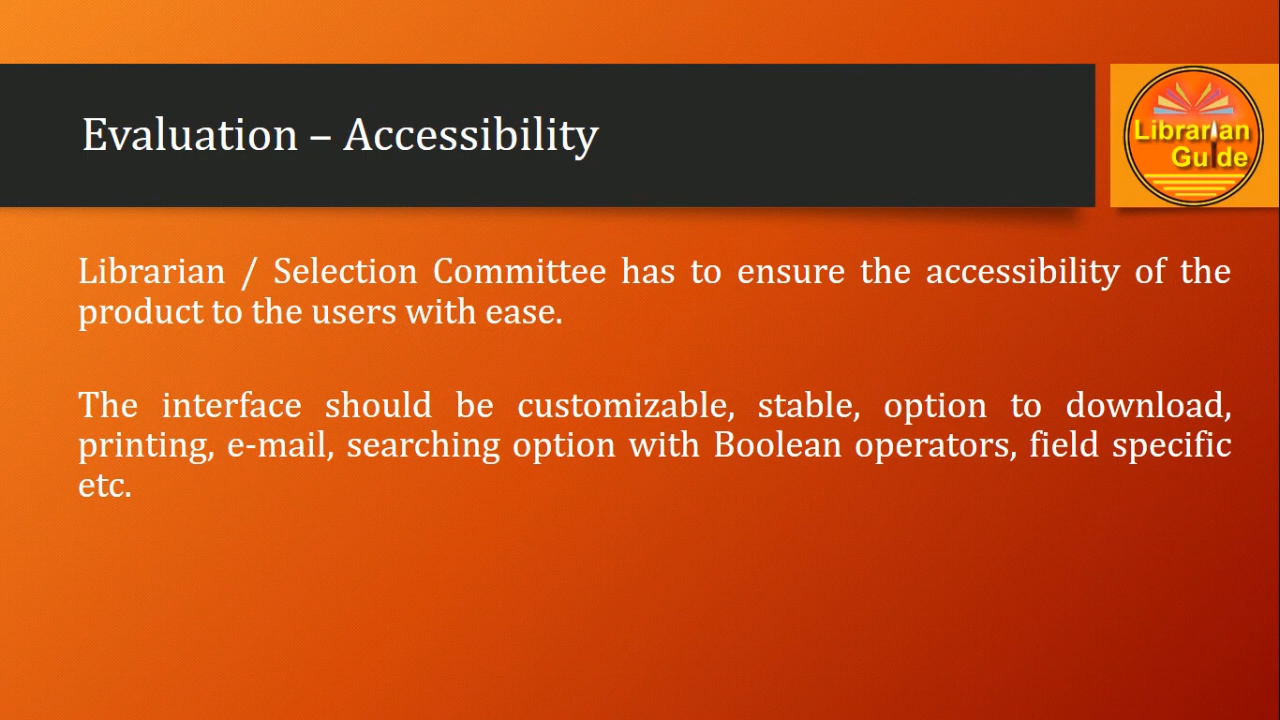 Evaluation – Accessibility
Librarian
Guide
Librarian / Selection Committee has to ensure the accessibility of the
product to the users with ease.
The interface should be customizable, stable, option to download,
printing, e-mail, searching option with Boolean operators, field specific
etc.